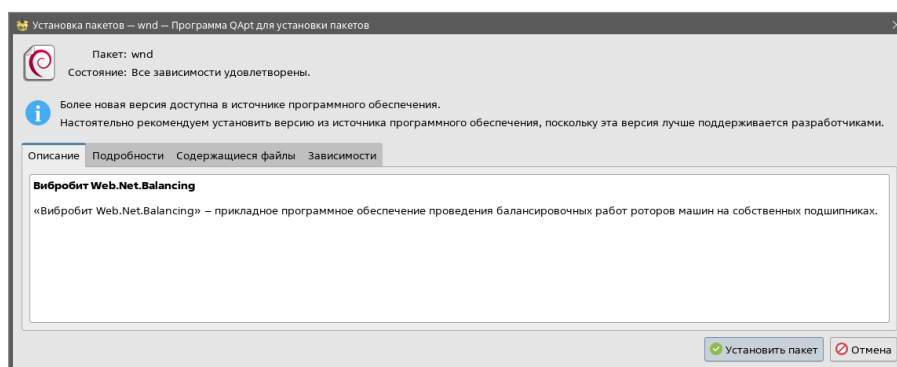 Установка пакетов — wnd — Программа QApt для установки пакетов
Пакет: wnd
Состояние: Все зависимости удовлетворены.
Более новая версия доступна в источнике программного обеспечения.
Настоятельно рекомендуем установить версию из источника программного обеспечения, поскольку эта версия лучше поддерживается разработчиками.
Описание Подробности Содержащиеся файлы Зависимости
Вибробит Web.Net.Balancing
«Вибробит Web.Net.Balancing» — прикладное программное обеспечение проведения балансировочных работ роторов машин на собственных подшипниках.
Установить пакет Отмена